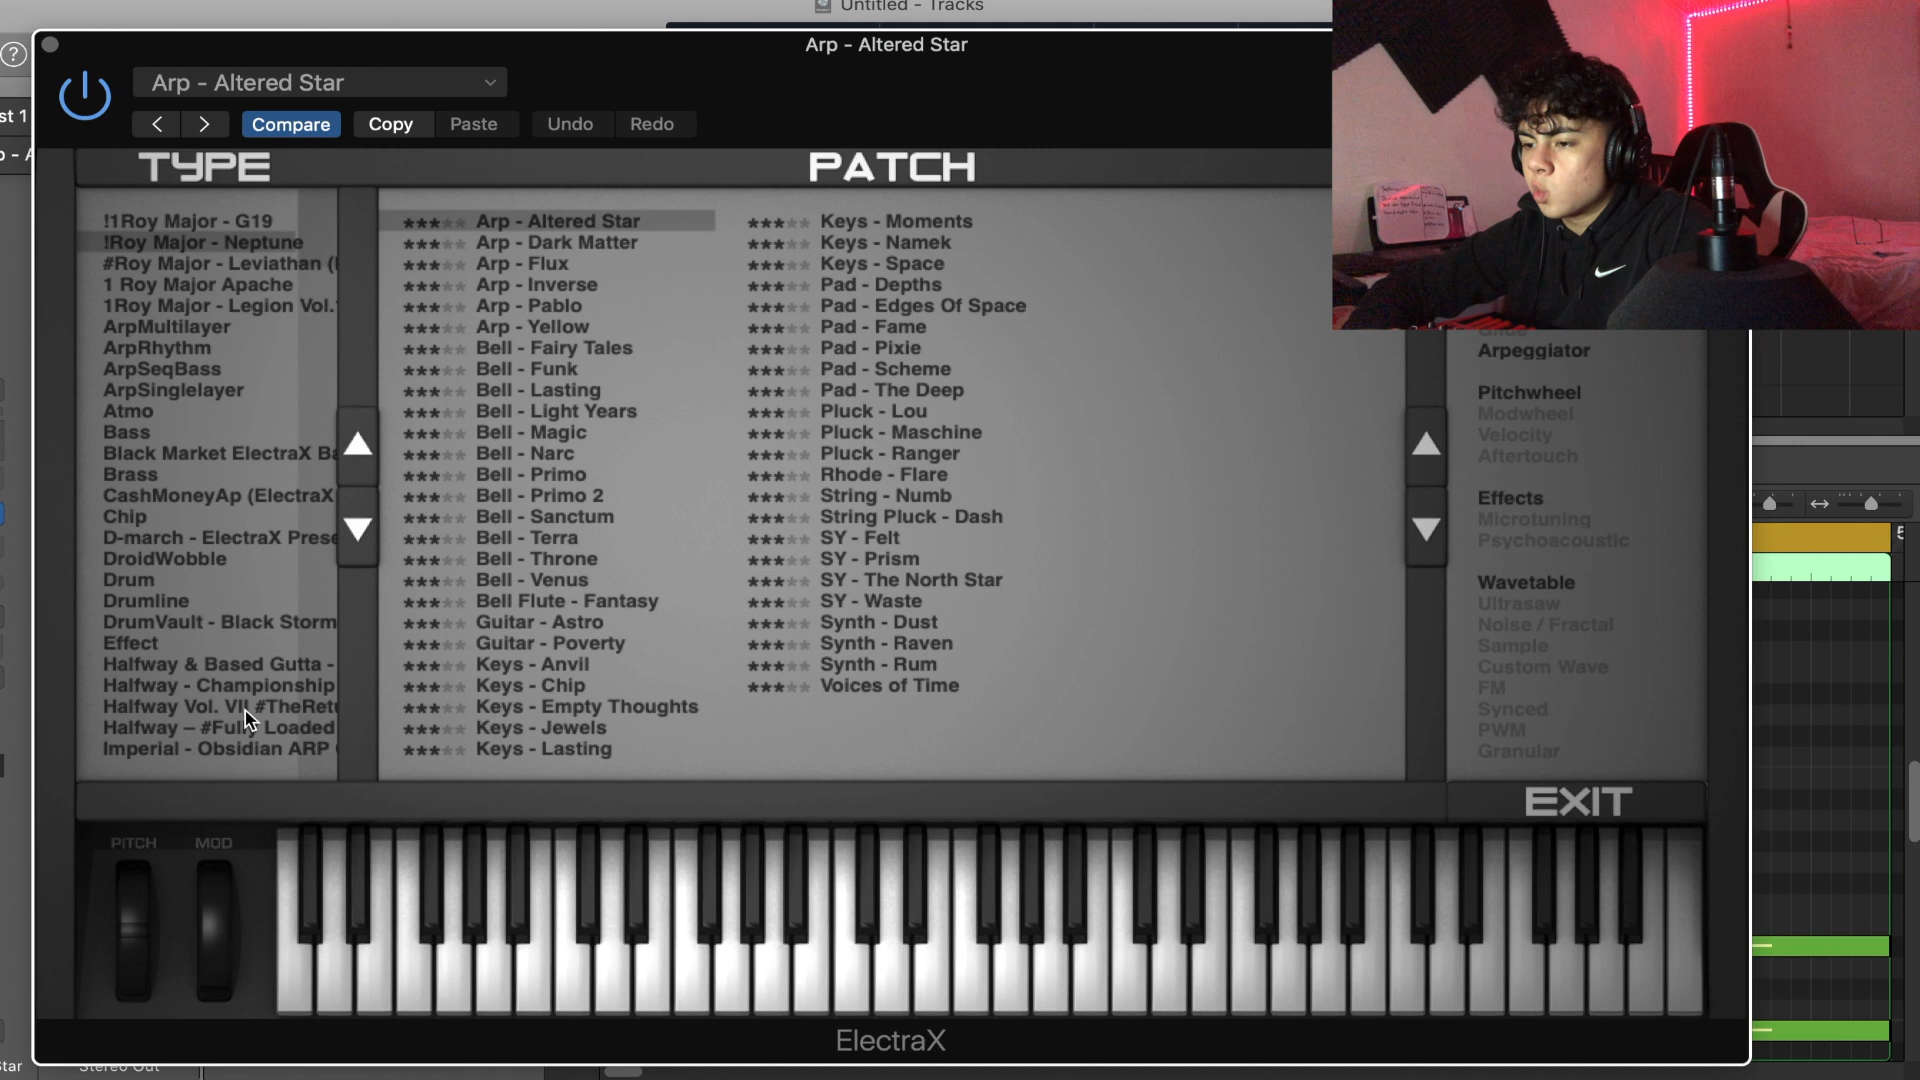 Untitled - Tracks
Arp - Altered Star
?
Arp - Altered Star
st 1
Compare
Copy
Paste
Undo
Redo
TYPE
PATCH
!1Roy Major - G19
!Roy Major - Neptune
#Roy Major - Leviathan (
1 Roy Major Apache
1Roy Major - Legion Vol.
ArpMultilayer
ArpRhythm
ArpSeqBass
ArpSinglelayer
Atmo
Bass
Black Market ElectraX Ba
Brass
CashMoneyAp (ElectraX
Chip
D-march - ElectraX Prese
DroidWobble
Drum
Drumline
DrumVault - Black Storm
Effect
Halfway & Based Gutta -
Halfway - Championship
Halfway Vol. VI #TheRetu
Halfway – #Fully Loaded
Imperial - Obsidian ARP
★★★★★ Arp - Altered Star
★★★★★ Arp - Dark Matter
★★★★★ Arp - Flux
★★★★★ Arp - Inverse
★★★★★ Arp - Pablo
★★★★★ Arp - Yellow
★★★★★ Bell - Fairy Tales
★★★★★ Bell - Funk
★★★★★ Bell - Lasting
★★★★★ Bell - Light Years
★★★★★ Bell - Magic
★★★★★ Bell - Narc
★★★★★ Bell - Primo
★★★★★ Bell - Primo 2
★★★★★ Bell - Sanctum
★★★★★ Bell - Terra
★★★★★ Bell - Throne
★★★★★ Bell - Venus
★★★★★ Bell Flute - Fantasy
★★★★★ Guitar - Astro
★★★★★ Guitar - Poverty
★★★★★ Keys - Anvil
★★★★★ Keys - Chip
★★★★★ Keys - Empty Thoughts
★★★★★ Keys - Jewels
★★★★★ Keys - Lasting
★★★★★ Keys - Moments
★★★★★ Keys - Namek
★★★★★ Keys - Space
★★★★★ Pad - Depths
★★★★★ Pad - Edges Of Space
★★★★★ Pad - Fame
★★★★★ Pad - Pixie
★★★★★ Pad - Scheme
★★★★★ Pad - The Deep
★★★★★ Pluck - Lou
★★★★★ Pluck - Maschine
★★★★★ Pluck - Ranger
★★★★★ Rhode - Flare
★★★★★ String - Numb
★★★★★ String Pluck - Dash
★★★★★ SY - Felt
★★★★★ SY - Prism
★★★★★ SY - The North Star
★★★★★ SY - Waste
★★★★★ Synth - Dust
★★★★★ Synth - Raven
★★★★★ Synth - Rum
★★★★★ Voices of Time
Arpeggiator
Pitchwheel
Modwheel
Velocity
Aftertouch
Effects
Microtuning
Psychoacoustic
Wavetable
Ultrasaw
Noise / Fractal
Sample
Custom Wave
FM
Synced
PWM
Granular
EXIT
PITCH
MOD
ElectraX
tar
Stereo Out